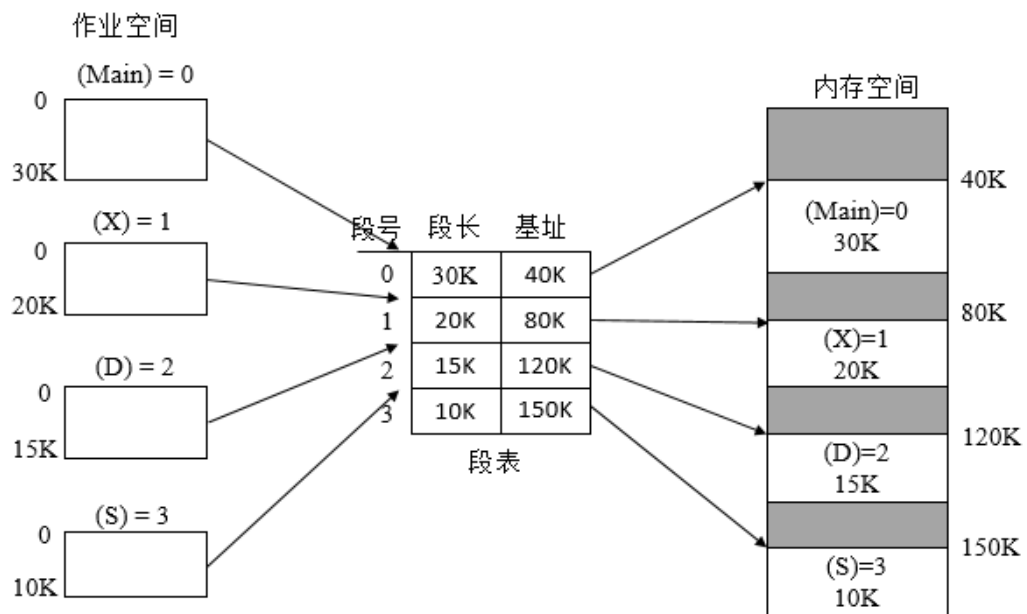 作业空间
(Main) = 0
0
30K
(X) = 1
0
20K
(D) = 2
0
15K
(S) = 3
0
10K
段号 段长 基址
0 30K 40K
1 20K 80K
2 15K 120K
3 10K 150K
段表
内存空间
40K
(Main)=0
30K
80K
(X)=1
20K
120K
(D)=2
15K
150K
(S)=3
10K